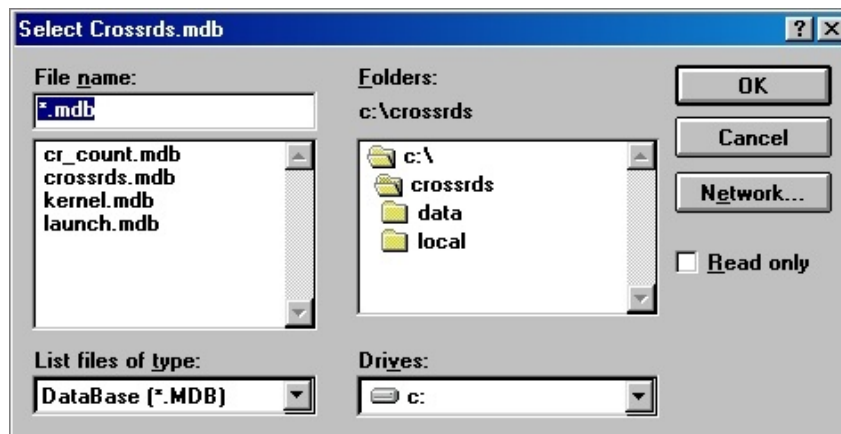 Select Crossrds.mdb
File name:
*.mdb
cr_count.mdb
crossrds.mdb
kernel.mdb
launch.mdb
List files of type:
DataBase (*.MDB)
Folders:
c:\crossrds
c:\
crossrds
data
local
Drives:
c:
OK
Cancel
Network...
Read only